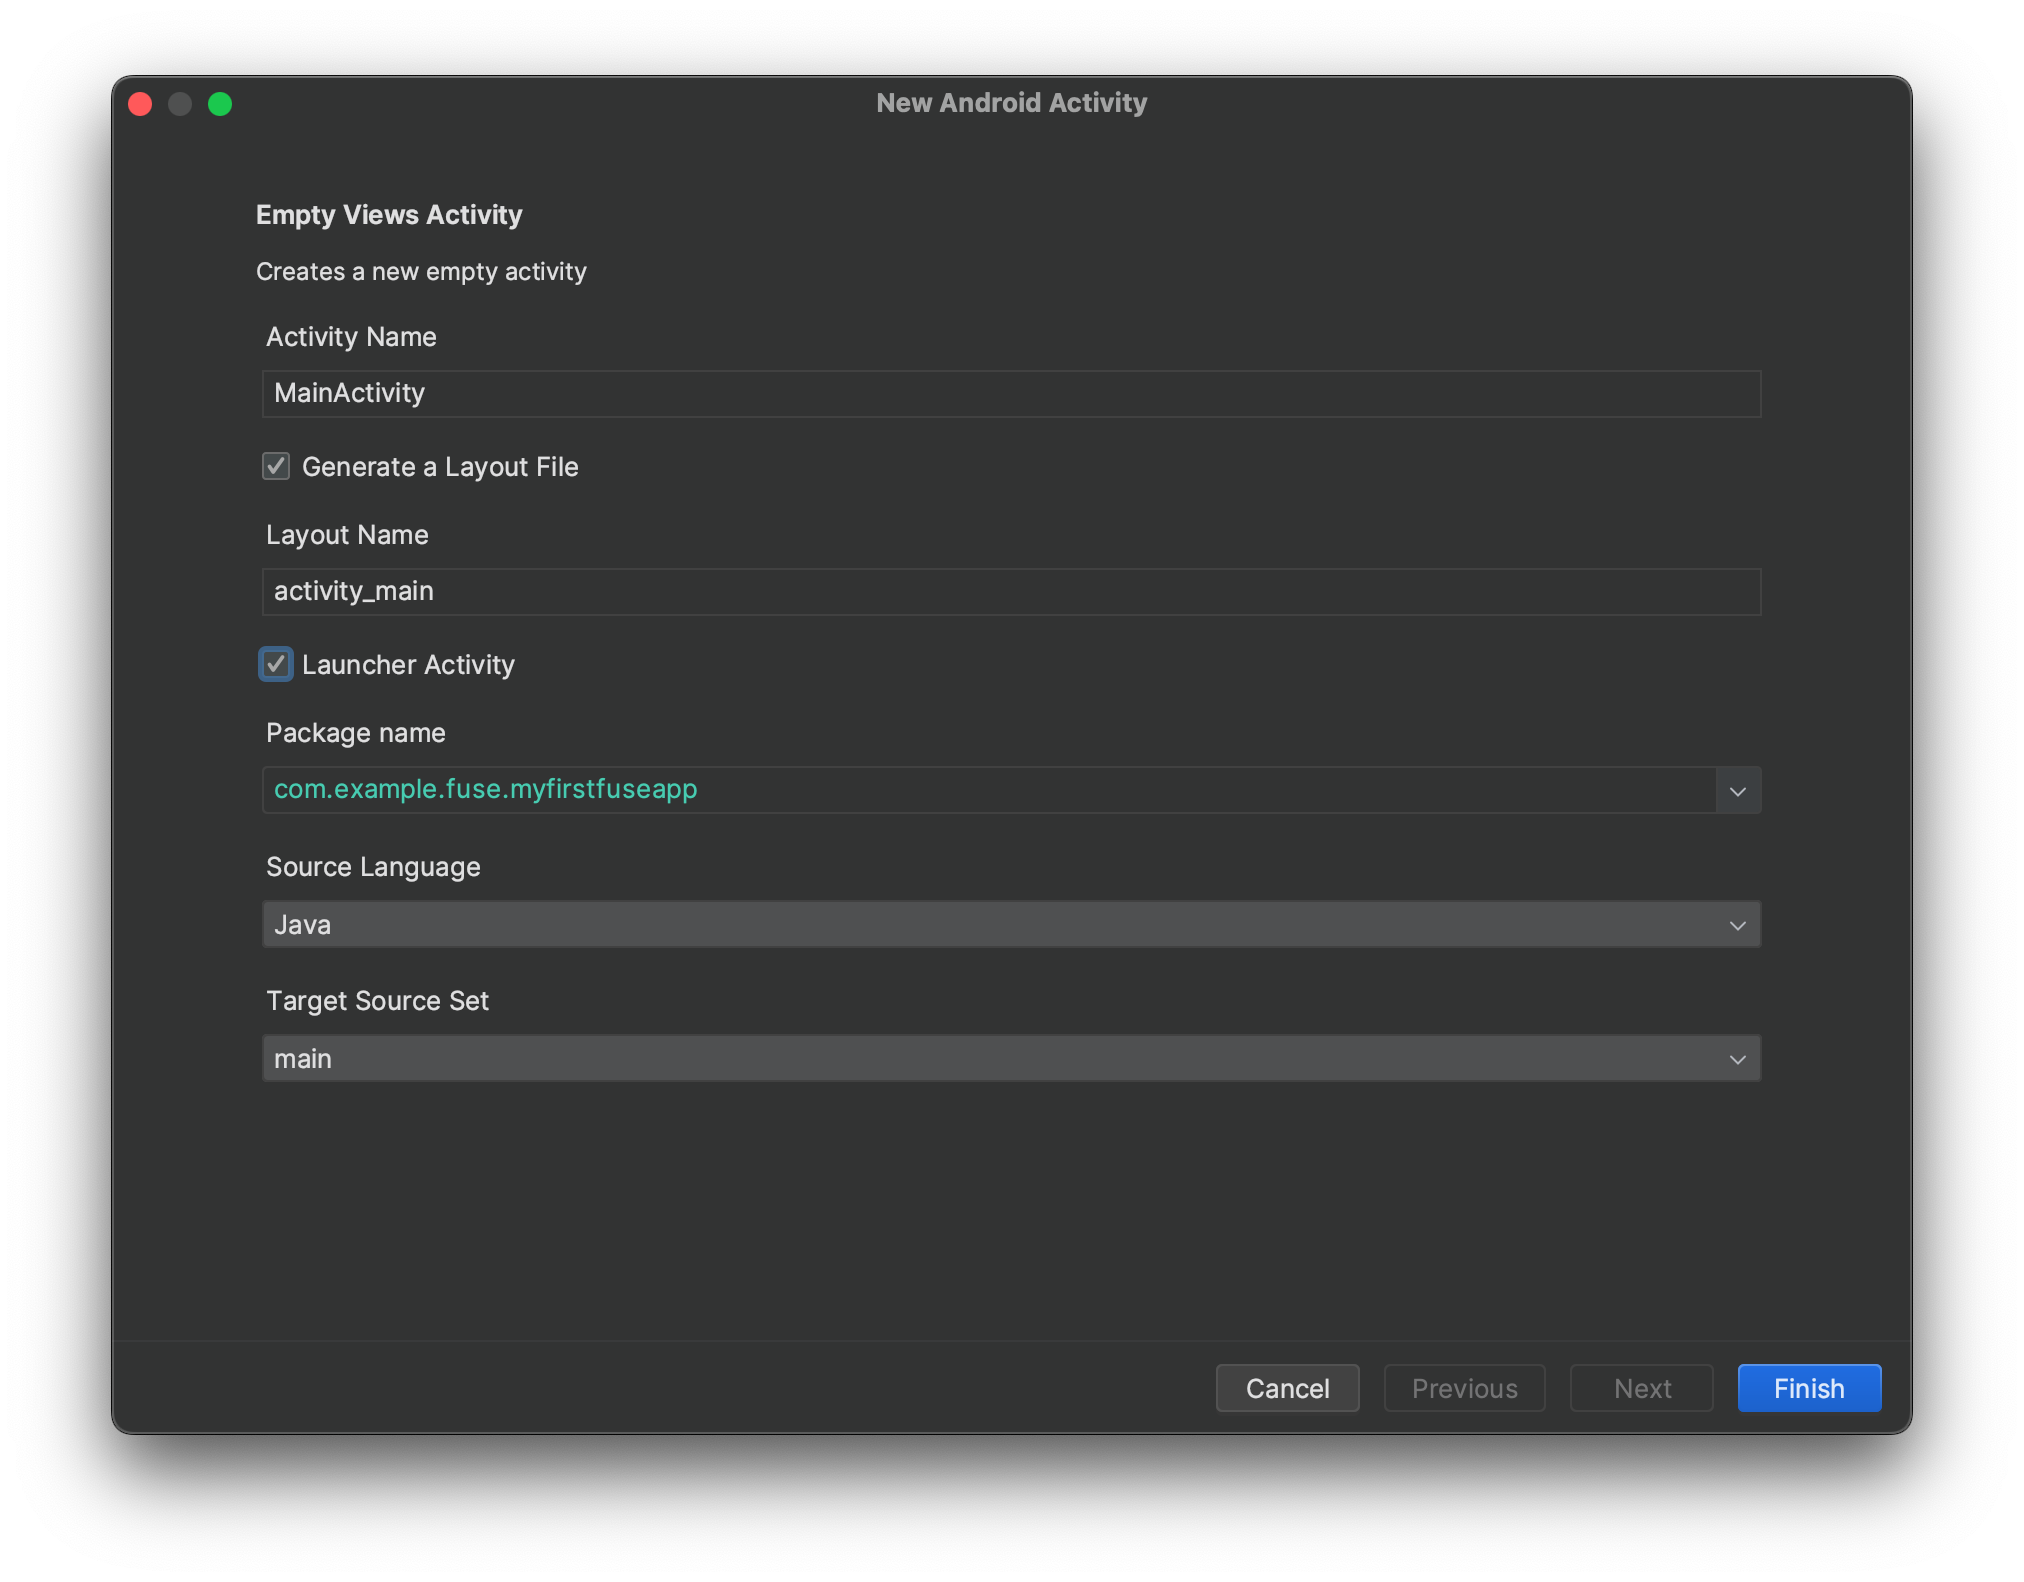 New Android Activity
Empty Views Activity
Creates a new empty activity
Activity Name
MainActivity
Generate a Layout File
Layout Name
activity_main
Launcher Activity
Package name
com.example.fuse.myfirstfuseapp
Source Language
Java
Target Source Set
main
Cancel Previous Next Finish